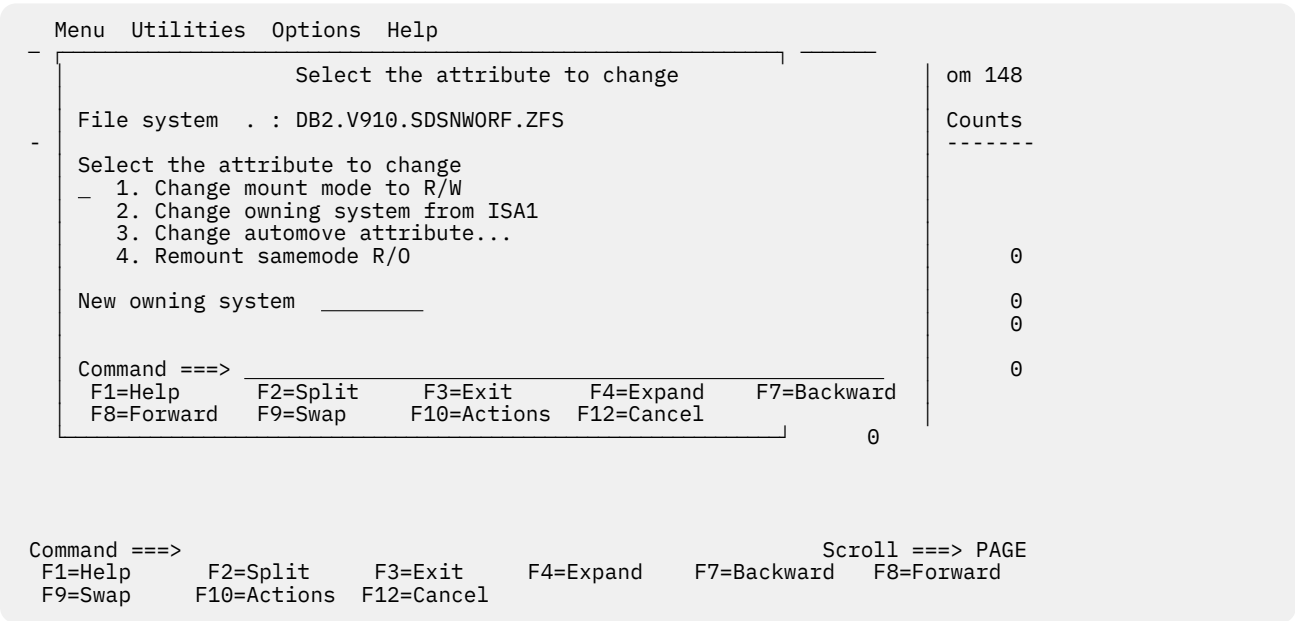 Menu  Utilities  Options  Help
Select the attribute to change  om 148
File system  . : DB2.V910.SDSNWORF.ZFS  Counts
-  -------
Select the attribute to change
_  1. Change mount mode to R/W
2. Change owning system from ISA1
3. Change automove attribute...
4. Remount samemode R/O  0
New owning system  ________  0
0
Command ===> __________________________________________________  0
F1=Help  F2=Split  F3=Exit  F4=Expand  F7=Backward
F8=Forward  F9=Swap  F10=Actions  F12=Cancel
0
Command ===>  Scroll ===> PAGE
F1=Help  F2=Split  F3=Exit  F4=Expand  F7=Backward  F8=Forward
F9=Swap  F10=Actions  F12=Cancel